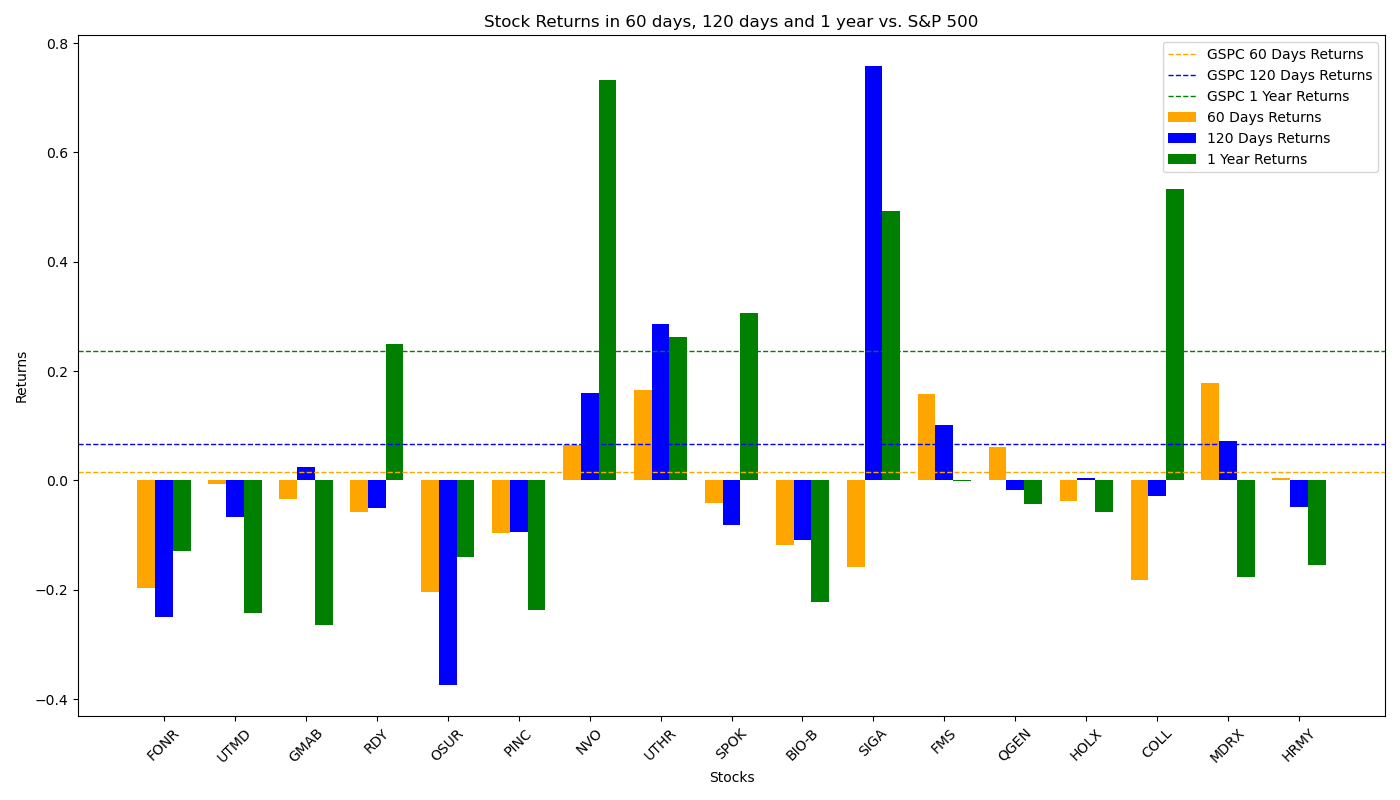 Stock Returns in 60 days, 120 days and 1 year vs. S&P 500
GSPC 60 Days Returns
GSPC 120 Days Returns
GSPC 1 Year Returns
60 Days Returns
120 Days Returns
1 Year Returns
Returns
0.8
0.6
0.4
0.2
0.0
−0.2
−0.4
FONR
UTMD
GMAB
RDY
OSUR
PINC
NVO
UTHR
SPOK
BIO-B
SIGA
FMS
QGEN
HOLX
COLL
MDRX
HRMY
Stocks